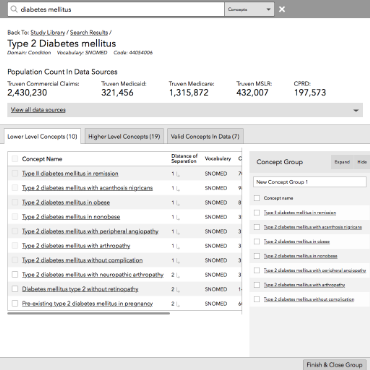 diabetes mellitus
Concepts
Back To: Study Library / Search Results /
Type 2 Diabetes mellitus
Domain: Condition Vocabulary: SNOMED Code: 44054006
Population Count In Data Sources
Truven Commercial Claims: Truven Medicaid: Truven Medicare: Truven MSLR: CPRD:
2,430,230 321,456 1,315,872 432,007 197,573
View all data sources
Lower Level Concepts (10) Higher Level Concepts (19) Valid Concepts In Data (7)
Concept Name Distance of Separation Vocabulary
Type II diabetes mellitus in remission 1 SNOMED
Type 2 diabetes mellitus with acanthosis nigricans 1 SNOMED
Type 2 diabetes mellitus in obese 1 SNOMED
Type 2 diabetes mellitus in nonobese 1 SNOMED
Type 2 diabetes mellitus with peripheral angiopathy 1 SNOMED
Type 2 diabetes mellitus with arthropathy 1 SNOMED
Type 2 diabetes mellitus without complication 1 SNOMED
Type 2 diabetes mellitus with neuropathic arthropathy 2 SNOMED
Diabetes mellitus type 2 without retinopathy 2 SNOMED
Pre-existing type 2 diabetes mellitus in pregnancy 2 SNOMED
Concept Group Expand Hide
New Concept Group 1
Concept name
Type II diabetes mellitus in remission
Type 2 diabetes mellitus with acanthosis nigricans
Type 2 diabetes mellitus in obese
Type 2 diabetes mellitus in nonobese
Type 2 diabetes mellitus with peripheral angiopathy
Type 2 diabetes mellitus with arthropathy
Type 2 diabetes mellitus without complication
Finish & Close Group